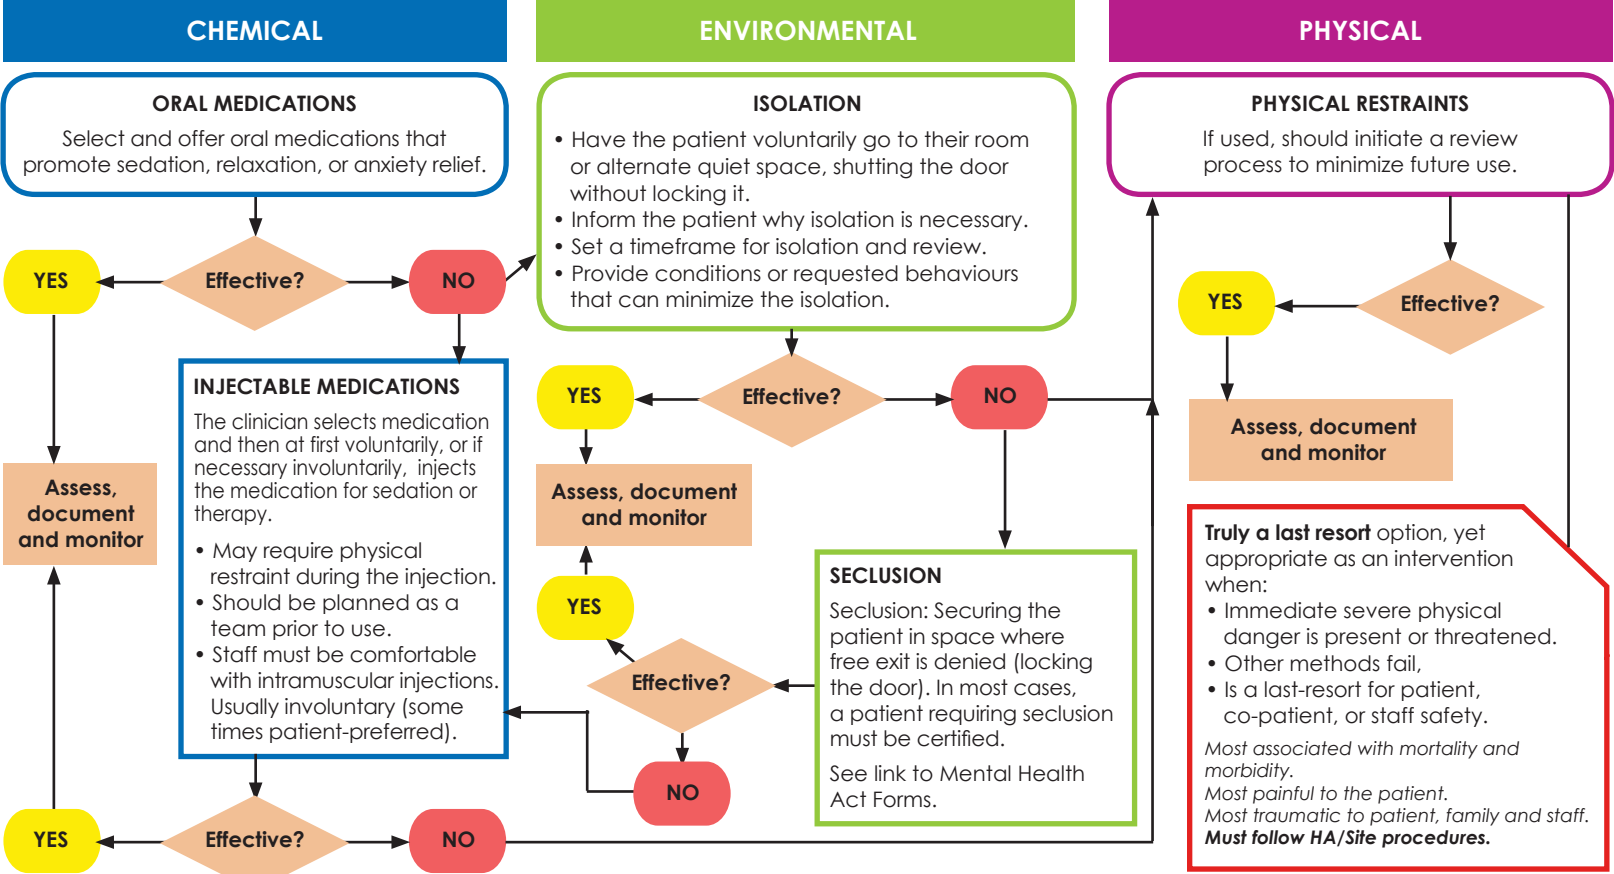 CHEMICAL
ORAL MEDICATIONS
Select and offer oral medications that
promote sedation, relaxation, or anxiety relief.
YES
Effective?
NO
INJECTABLE MEDICATIONS
The clinician selects medication
and then at first voluntarily, or if
necessary involuntarily, injects
the medication for sedation or
therapy.
• May require physical
restraint during the injection.
• Should be planned as a
team prior to use.
• Staff must be comfortable
with intramuscular injections.
Usually involuntary (some
times patient-preferred).
Assess,
document
and monitor
YES
Effective?
NO
ENVIRONMENTAL
ISOLATION
• Have the patient voluntarily go to their room
or alternate quiet space, shutting the door
without locking it.
• Inform the patient why isolation is necessary.
• Set a timeframe for isolation and review.
• Provide conditions or requested behaviours
that can minimize the isolation.
YES
Effective?
NO
Assess, document
and monitor
YES
Effective?
NO
SECLUSION
Seclusion: Securing the
patient in space where
free exit is denied (locking
the door). In most cases,
a patient requiring seclusion
must be certified.
See link to Mental Health
Act Forms.
PHYSICAL
PHYSICAL RESTRAINTS
If used, should initiate a review
process to minimize future use.
YES
Effective?
Assess, document
and monitor
Truly a last resort option, yet
appropriate as an intervention
when:
• Immediate severe physical
danger is present or threatened.
• Other methods fail,
• Is a last-resort for patient,
co-patient, or staff safety.
Most associated with mortality and
morbidity.
Most painful to the patient.
Most traumatic to patient, family and staff.
Must follow HA/Site procedures.